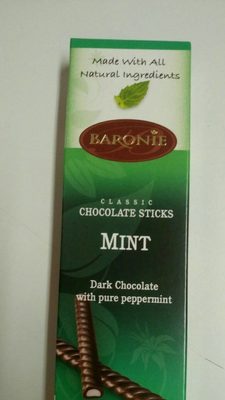 Made With All
Natural Ingredients
BARONIE
CLASSIC
CHOCOLATE STICKS
MINT
Dark Chocolate
with pure peppermint